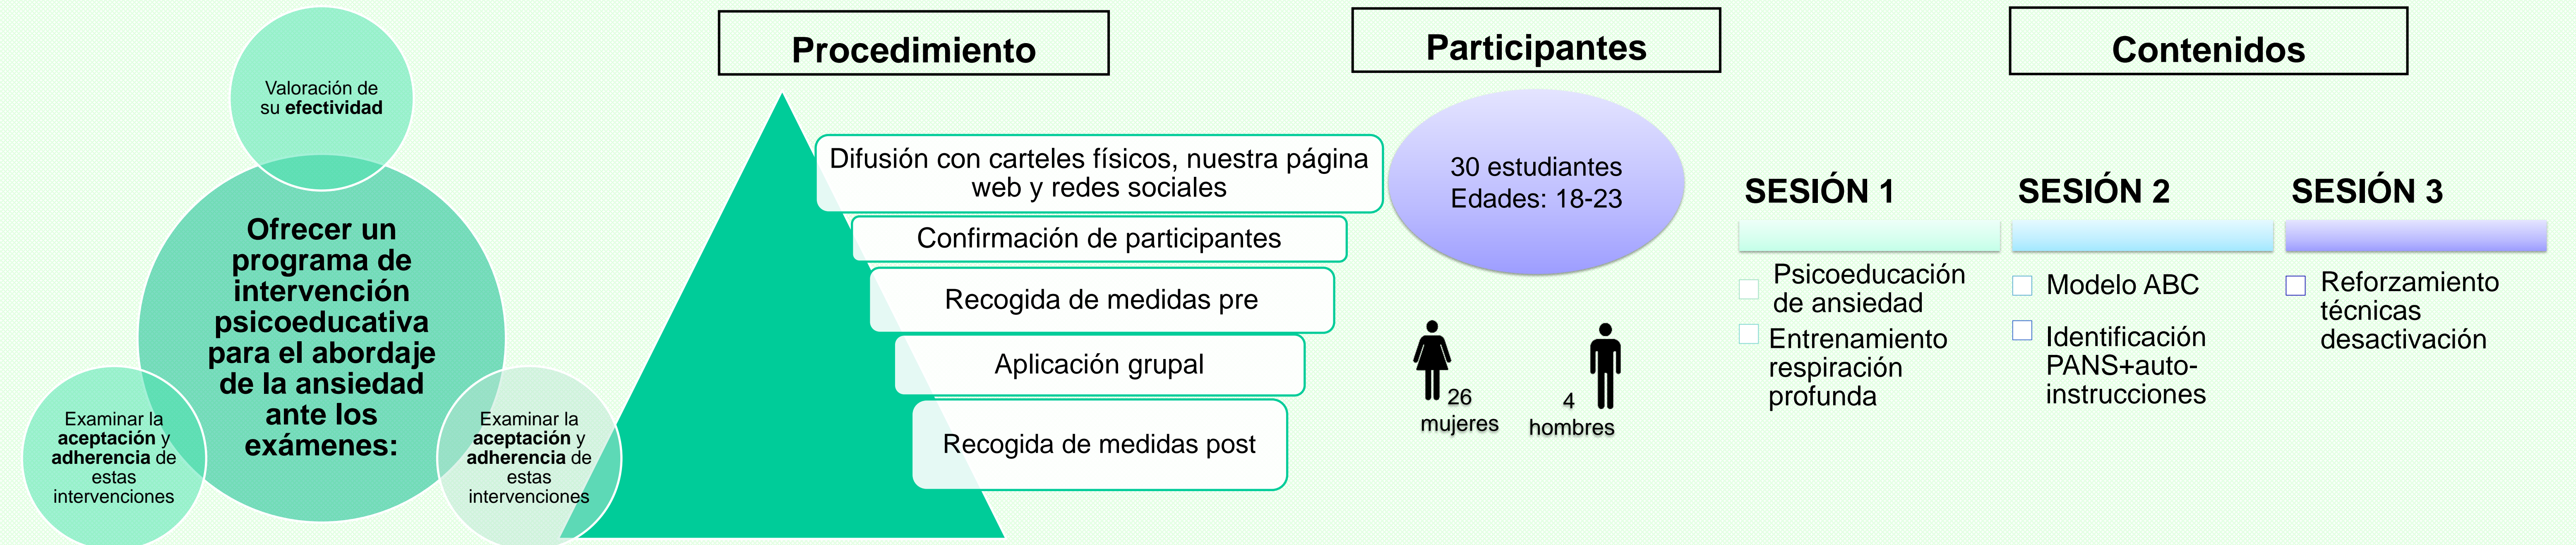 Valoración de
su efectividad
Ofrecer un
programa de
intervención
psicoeducativa
para el abordaje
de la ansiedad
ante los
exámenes:
Examinar la
aceptación y
adherencia de
estas
intervenciones
Examinar la
aceptación y
adherencia de
estas
intervenciones
Procedimiento
Difusión con carteles físicos, nuestra página
web y redes sociales
Confirmación de participantes
Recogida de medidas pre
Aplicación grupal
Recogida de medidas post
Participantes
30 estudiantes
Edades: 18-23
26
mujeres
4
hombres
Contenidos
SESIÓN 1
Psicoeducación
de ansiedad
Entrenamiento
respiración
profunda
SESIÓN 2
Modelo ABC
Identificación
PANS+auto-
instrucciones
SESIÓN 3
Reforzamiento
técnicas
desactivación